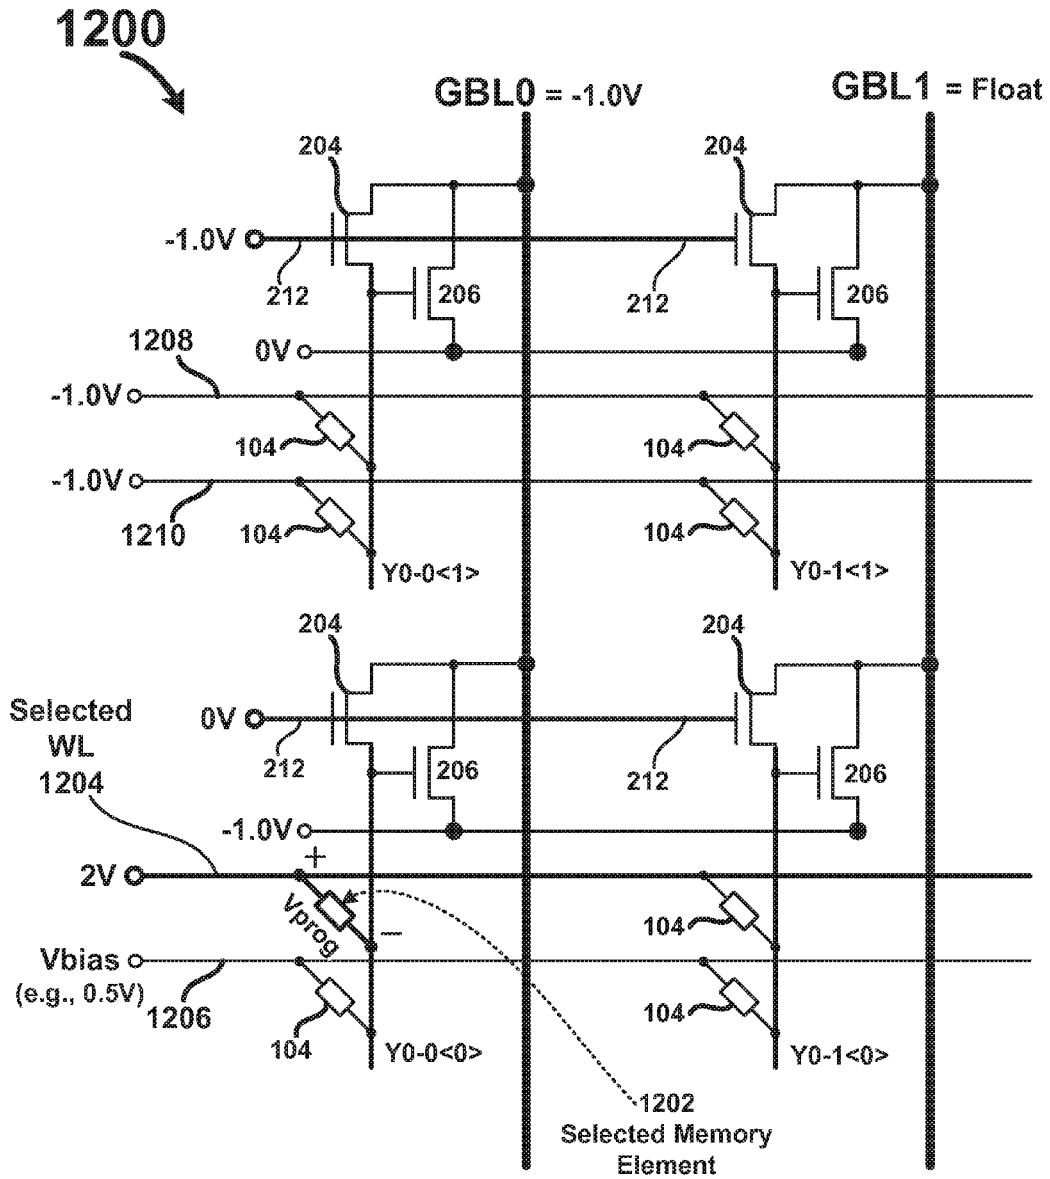 1200
GBL0 = -1.0V
GBL1 = Float
204
204
-1.0V
212
206
212
206
1208
0V
-1.0V
104
104
-1.0V
1210
104
104
Y0-0<1>
Y0-1<1>
204
204
Selected
WL
1204
0V
212
206
212
206
-1.0V
2V
+
Vprog
−
104
Vbias
(e.g., 0.5V)
1206
104
104
Y0-0<0>
Y0-1<0>
1202
Selected Memory
Element